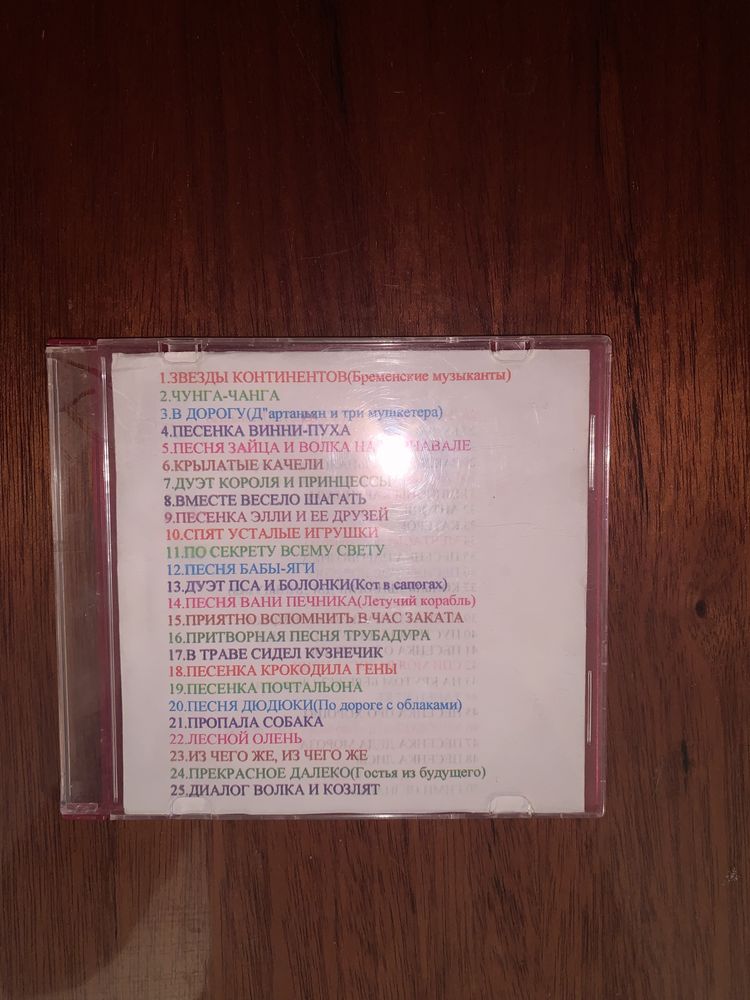 1.ЗВЕЗДЫ КОНТИНЕНТОВ(Бременские музыканты)
2.ЧУНГА-ЧАНГА
3.В ДОРОГУ(Д"артаньян и три мушкетера)
4.ПЕСЕНКА ВИННИ-ПУХА
5.ПЕСНЯ ЗАЙЦА И ВОЛКА НА КАРНАВАЛЕ
6.КРЫЛАТЫЕ КАЧЕЛИ
7.ДУЭТ КОРОЛЯ И ПРИНЦЕССЫ
8.ВМЕСТЕ ВЕСЕЛО ШАГАТЬ
9.ПЕСЕНКА ЭЛЛИ И ЕЕ ДРУЗЕЙ
10.СПЯТ УСТАЛЫЕ ИГРУШКИ
11.ПО СЕКРЕТУ ВСЕМУ СВЕТУ
12.ПЕСНЯ БАБЫ-ЯГИ
13.ДУЭТ ПСА И БОЛОНКИ(Кот в сапогах)
14.ПЕСНЯ ВАНИ ПЕЧНИКА(Летучий корабль)
15.ПРИЯТНО ВСПОМНИТЬ В ЧАС ЗАКАТА
16.ПРИТВОРНАЯ ПЕСНЯ ТРУБАДУРА
17.В ТРАВЕ СИДЕЛ КУЗНЕЧИК
18.ПЕСЕНКА КРОКОДИЛА ГЕНЫ
19.ПЕСЕНКА ПОЧТАЛЬОНА
20.ПЕСНЯ ДЮДЮКИ(По дороге с облаками)
21.ПРОПАЛА СОБАКА
22.ЛЕСНОЙ ОЛЕНЬ
23.ИЗ ЧЕГО ЖЕ, ИЗ ЧЕГО ЖЕ
24.ПРЕКРАСНОЕ ДАЛЕКО(Гостья из будущего)
25.ДИАЛОГ ВОЛКА И КОЗЛЯТ